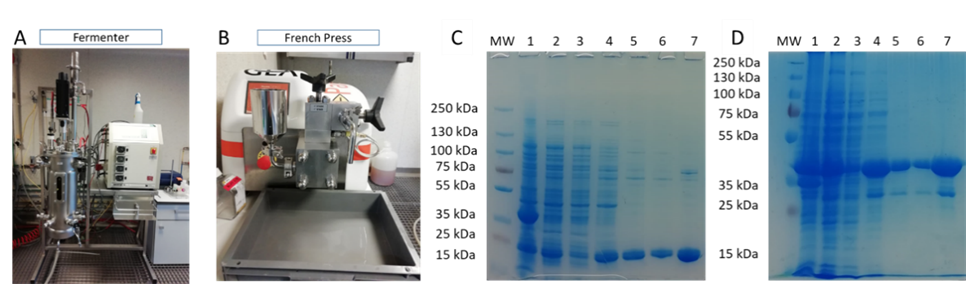 A
Fermenter
B
French Press
GEA
C
MW 1 2 3 4 5 6 7
250 kDa
130 kDa
100 kDa
75 kDa
55 kDa
35 kDa
25 kDa
15 kDa
D
MW 1 2 3 4 5 6 7
250 kDa
130 kDa
100 kDa
75 kDa
55 kDa
35 kDa
25 kDa
15 kDa